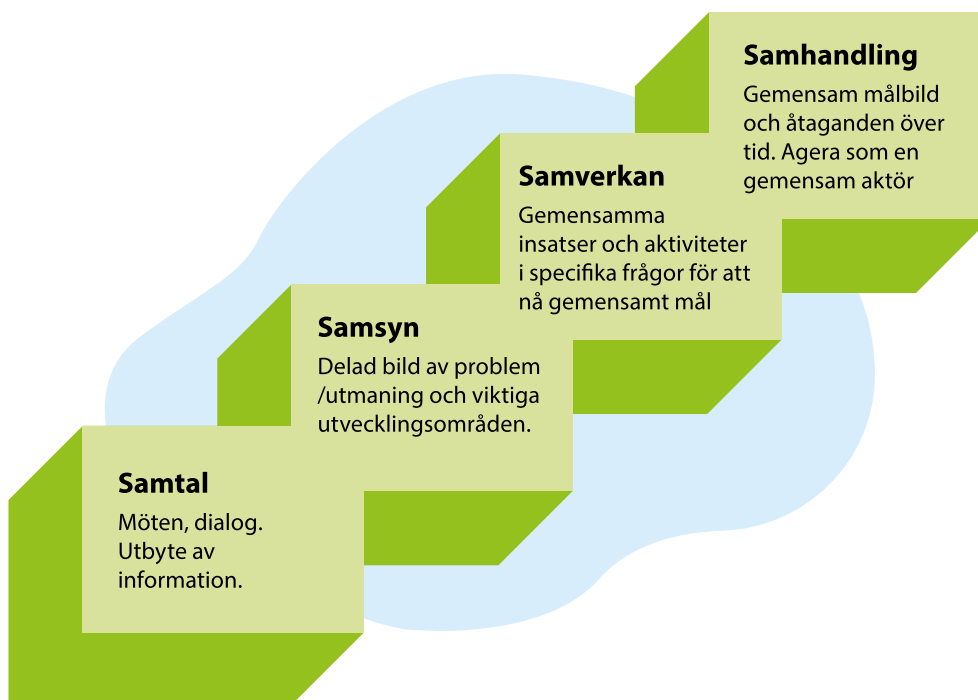 Samhandling
Gemensam målbild
och åtaganden över
tid. Agera som en
gemensam aktör
Samverkan
Gemensamma
insatser och aktiviteter
i specifika frågor för att
nå gemensamt mål
Samsyn
Delad bild av problem
/utmaning och viktiga
utvecklingsområden.
Samtal
Möten, dialog.
Utbyte av
information.